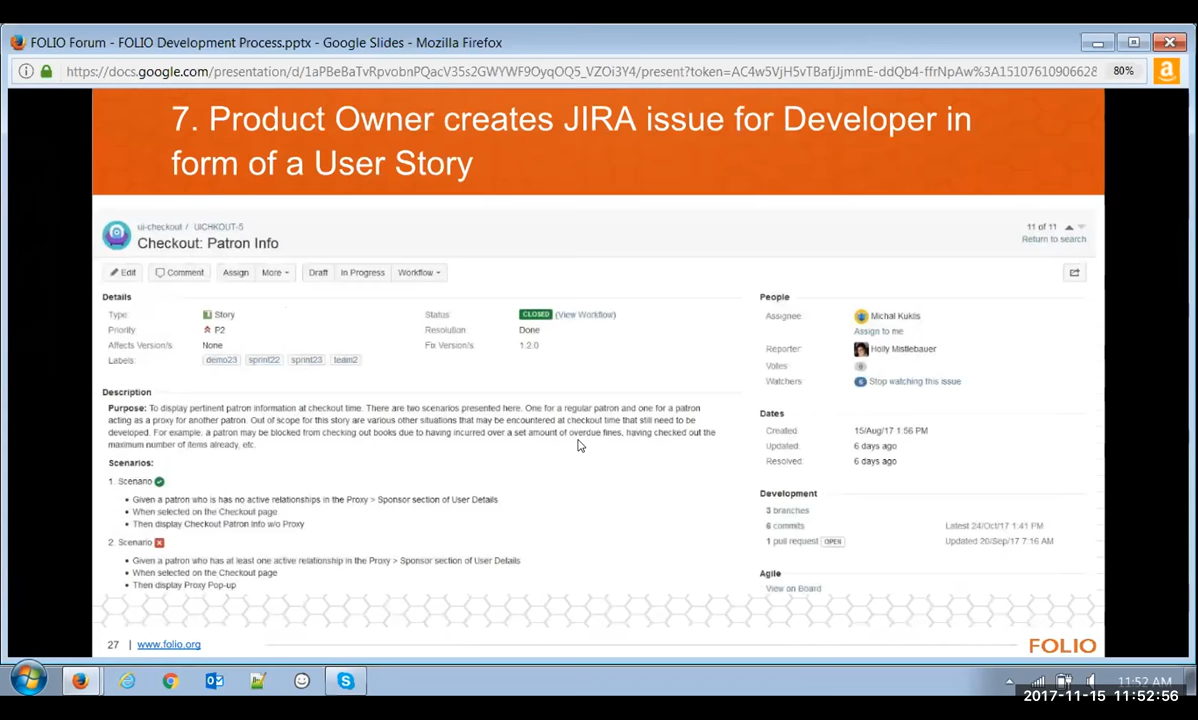 FOLIO Forum - FOLIO Development Process.pptx - Google Slides - Mozilla Firefox
80%
7. Product Owner creates JIRA issue for Developer in
form of a User Story
ui-checkout / UICHKOUT-5
11 of 11
Checkout: Patron Info
Return to search
Edit Comment Assign More Draft In Progress Workflow
Details
People
Type: Story
Status: CLOSED (View Workflow)
Assignee: Michal Kuklis
Priority: P2
Resolution: Done
Assign to me
Affects Version/s: None
Fix Version/s: 1.2.0
Reporter: Holly Mistlebauer
Labels: demo23 sprint22 sprint23 team2
Votes: 0
Watchers: 6 Stop watching this issue
Description
Purpose: To display pertinent patron information at checkout time. There are two scenarios presented here. One for a regular patron and one for a patron
acting as a proxy for another patron. Out of scope for this story are various other situations that may be encountered at checkout time that still need to be
developed. For example, a patron may be blocked from checking out books due to having incurred over a set amount of overdue fines, having checked out the
maximum number of items already, etc.
Dates
Created: 15/Aug/17 1:56 PM
Updated: 6 days ago
Resolved: 6 days ago
Scenarios:
1. Scenario
• Given a patron who is has no active relationships in the Proxy > Sponsor section of User Details
• When selected on the Checkout page
• Then display Checkout Patron Info w/o Proxy
2. Scenario
• Given a patron who has at least one active relationship in the Proxy > Sponsor section of User Details
• When selected on the Checkout page
• Then display Proxy Pop-up
Development
3 branches
6 commits Latest 24/Oct/17 1:41 PM
1 pull request OPEN Updated 20/Sep/17 7:16 AM
Agile
View on Board
27 | www.folio.org
FOLIO
11:52 AM
2017-11-15 11:52:56